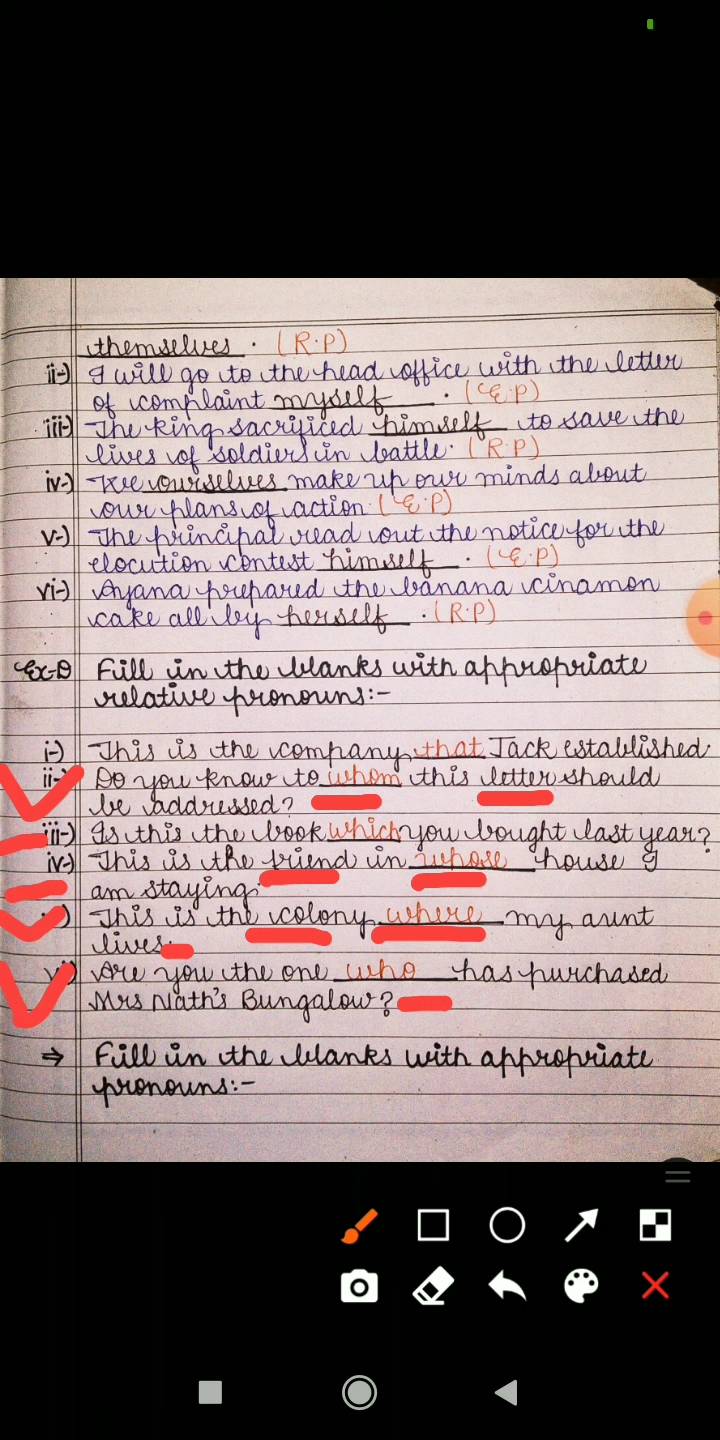 themselves. (R.P)
ii-) I will go to the head office with the letter
of complaint myself. (E.P)
iii-) The king sacrificed himself to save the
lives of soldiers in battle. (R.P)
iv-) We ourselves make up our minds about
our plans of action. (E.P)
v-) The principal read out the notice for the
elocution contest himself. (E.P)
vi-) Ayana prepared the banana cinamon
cake all by herself. (R.P)
Ex-D Fill in the blanks with appropriate
relative pronouns:-
i-) This is the company that Jack established.
ii-) Do you know to whom this letter should
be addressed?
iii-) Is this the book which you bought last year?
iv-) This is the friend in whose house I
am staying.
) This is the colony where my aunt
lives.
vi) Are you the one who has purchased
Mrs Nath's Bungalow?
⇒ Fill in the blanks with appropriate
pronouns:-